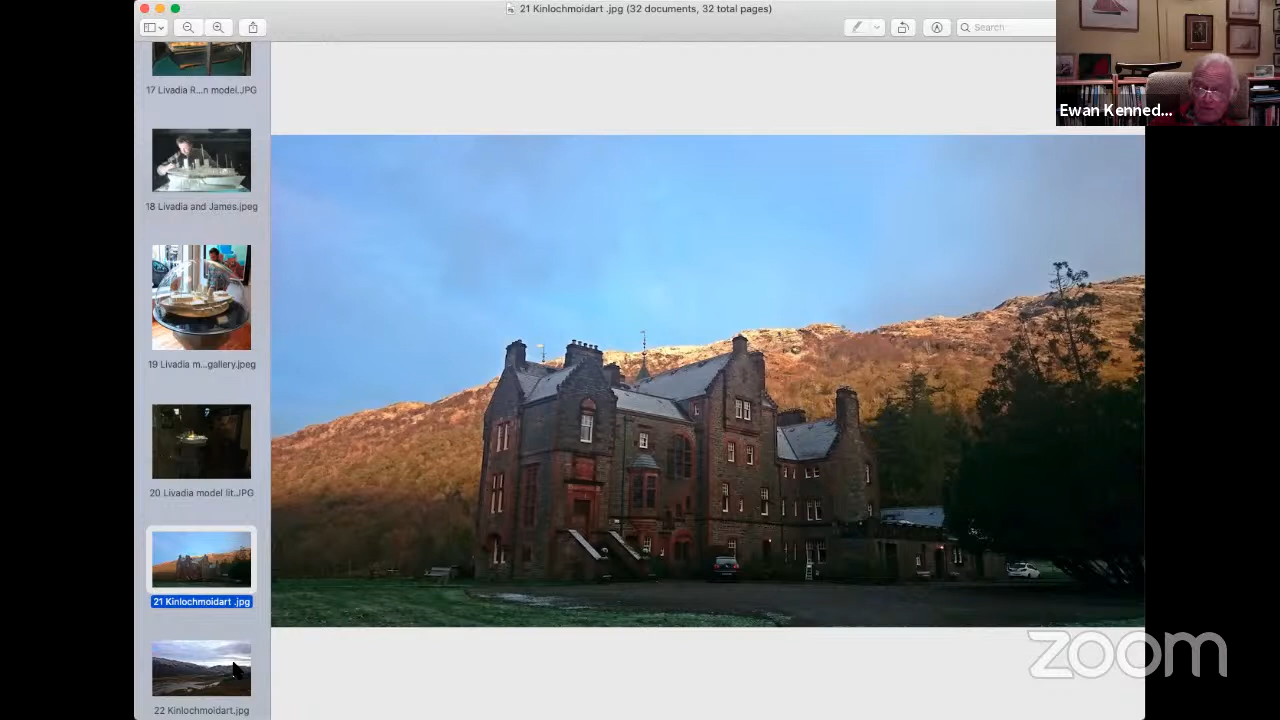 21 Kinlochmoidart .jpg (32 documents, 32 total pages)
Search
Ewan Kenned...
17 Livadia R...n model.JPG
18 Livadia and James.jpeg
19 Livadia m...gallery.jpeg
20 Livadia model lit..JPG
21 Kinlochmoidart .jpg
22 Kinlochmoidart.jpg
zoom